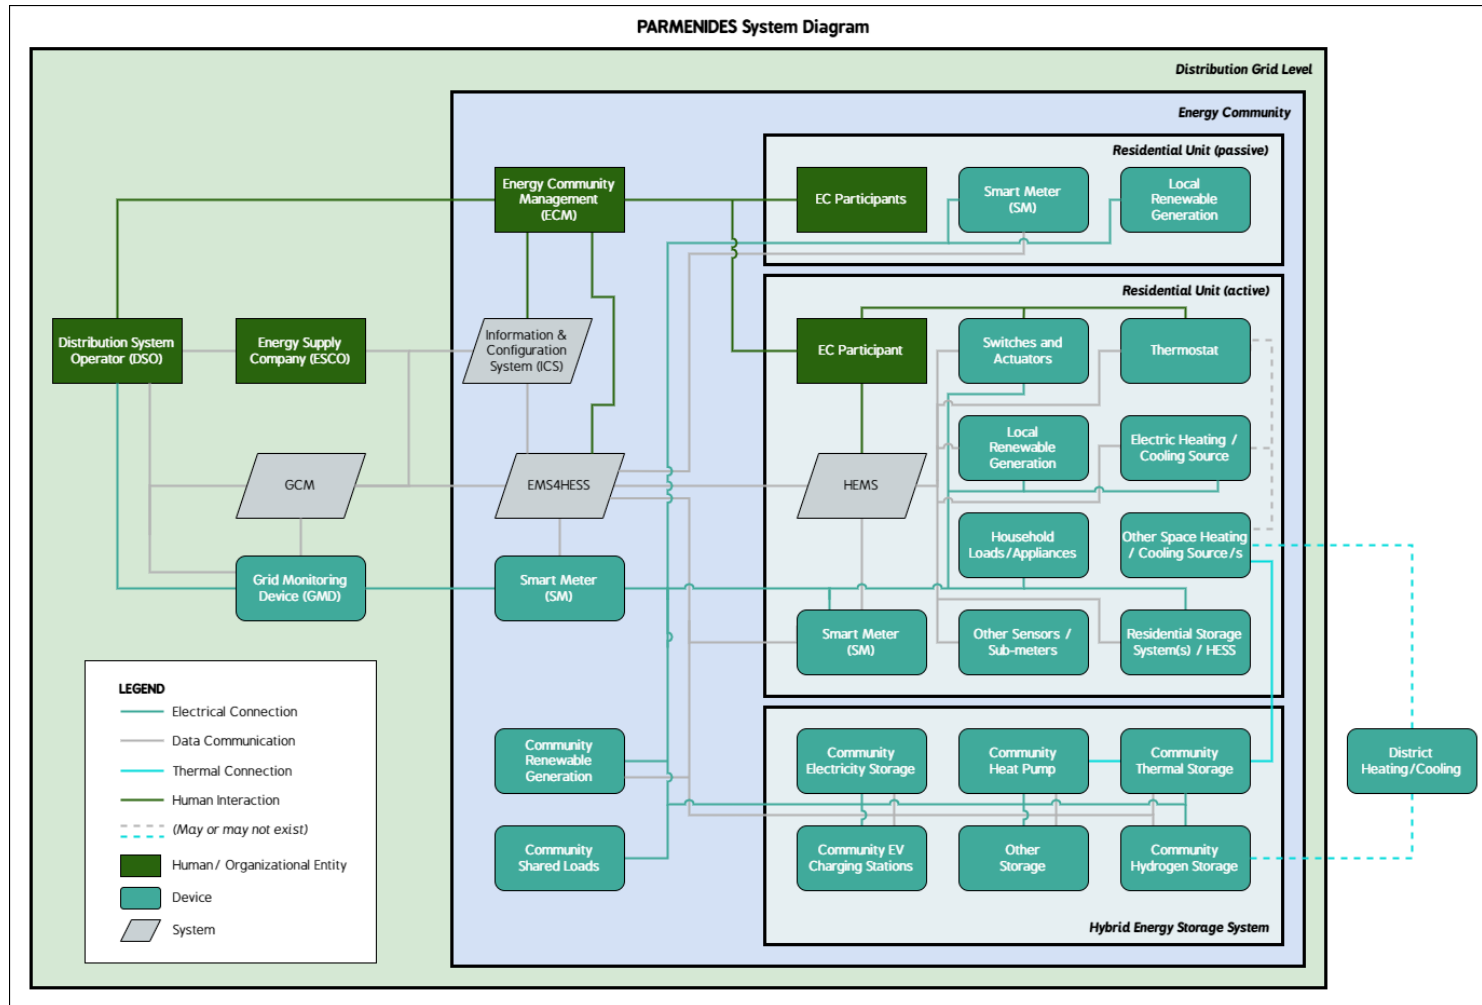 PARMENIDES System Diagram
Distribution Grid Level
Energy Community
Residential Unit (passive)
Energy Community
Management
(ECM)
EC Participants
Smart Meter
(SM)
Local
Renewable
Generation
Residential Unit (active)
Distribution System
Operator (DSO)
Energy Supply
Company (ESCO)
Information &
Configuration
System (ICS)
EC Participant
Switches and
Actuators
Thermostat
Local
Renewable
Generation
Electric Heating /
Cooling Source
GCM
EMS4HESS
HEMS
Household
Loads/Appliances
Other Space Heating
/ Cooling Source/s
Grid Monitoring
Device (GMD)
Smart Meter
(SM)
Smart Meter
(SM)
Other Sensors /
Sub-meters
Residential Storage
System(s) / HESS
LEGEND
Electrical Connection
Data Communication
Thermal Connection
Human Interaction
(May or may not exist)
Human/ Organizational Entity
Device
System
Community
Renewable
Generation
Community
Electricity Storage
Community
Heat Pump
Community
Thermal Storage
District
Heating/Cooling
Community
Shared Loads
Community EV
Charging Stations
Other
Storage
Community
Hydrogen Storage
Hybrid Energy Storage System